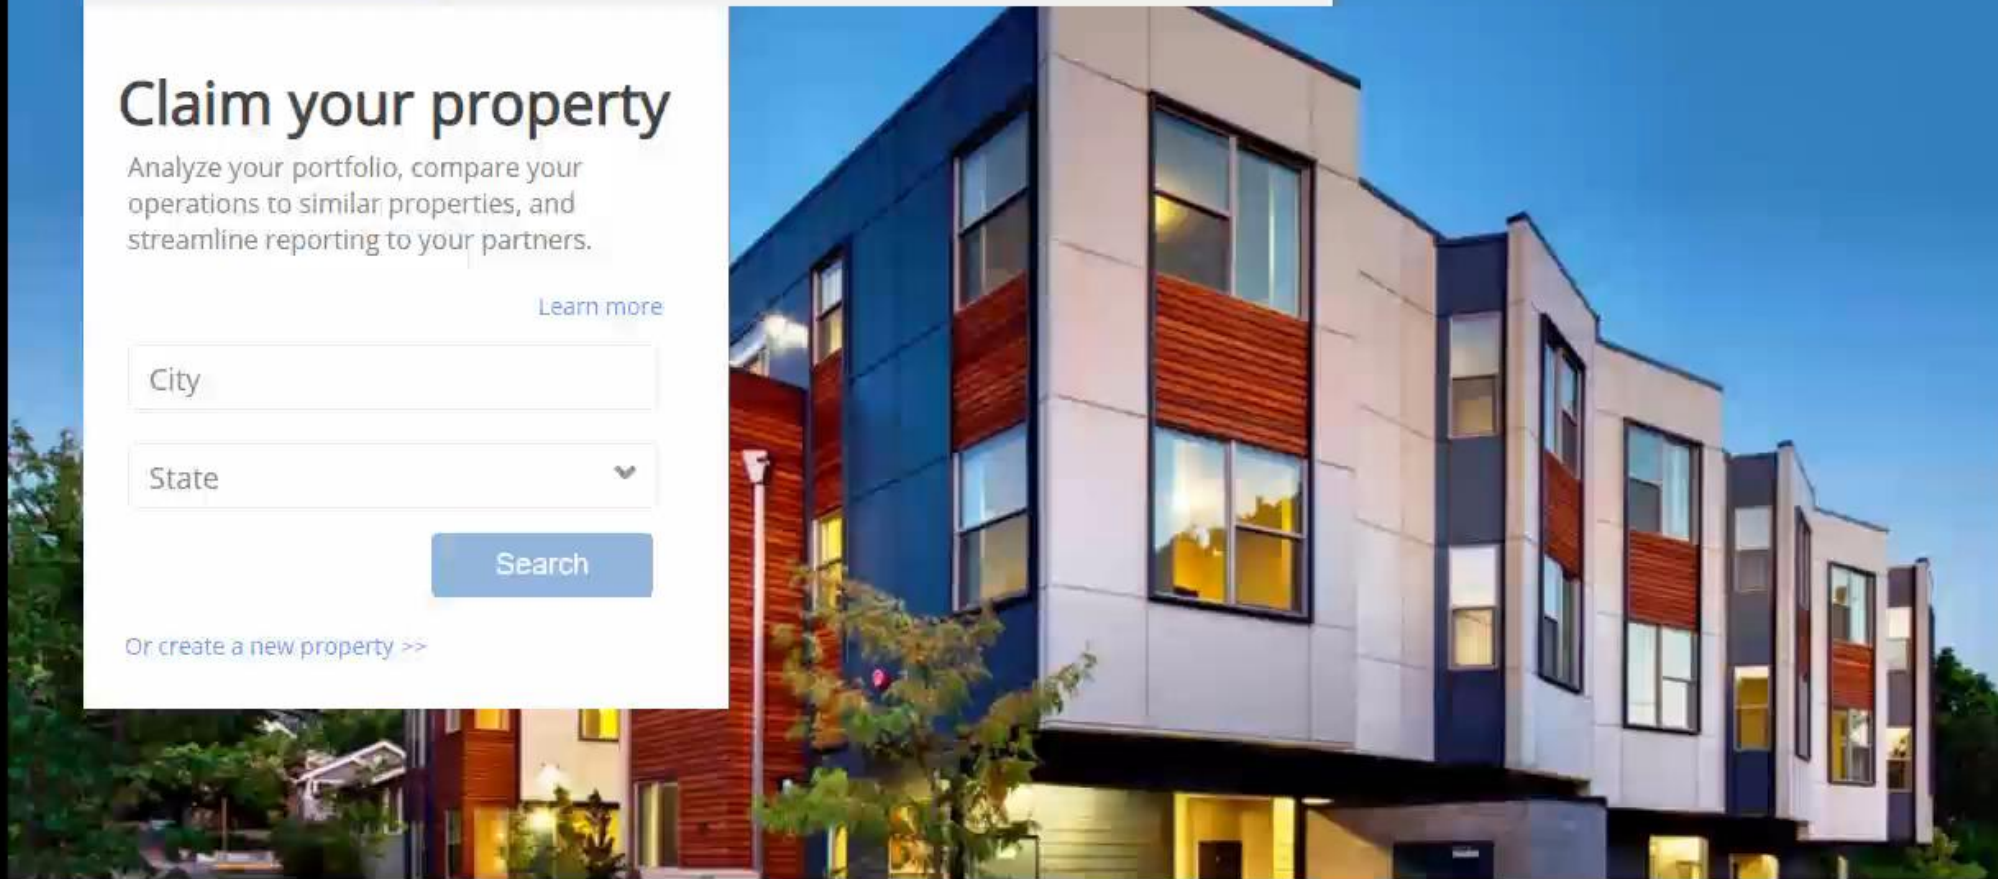 Claim your property
Analyze your portfolio, compare your
operations to similar properties, and
streamline reporting to your partners.
Learn more
City
State
Search
Or create a new property >>